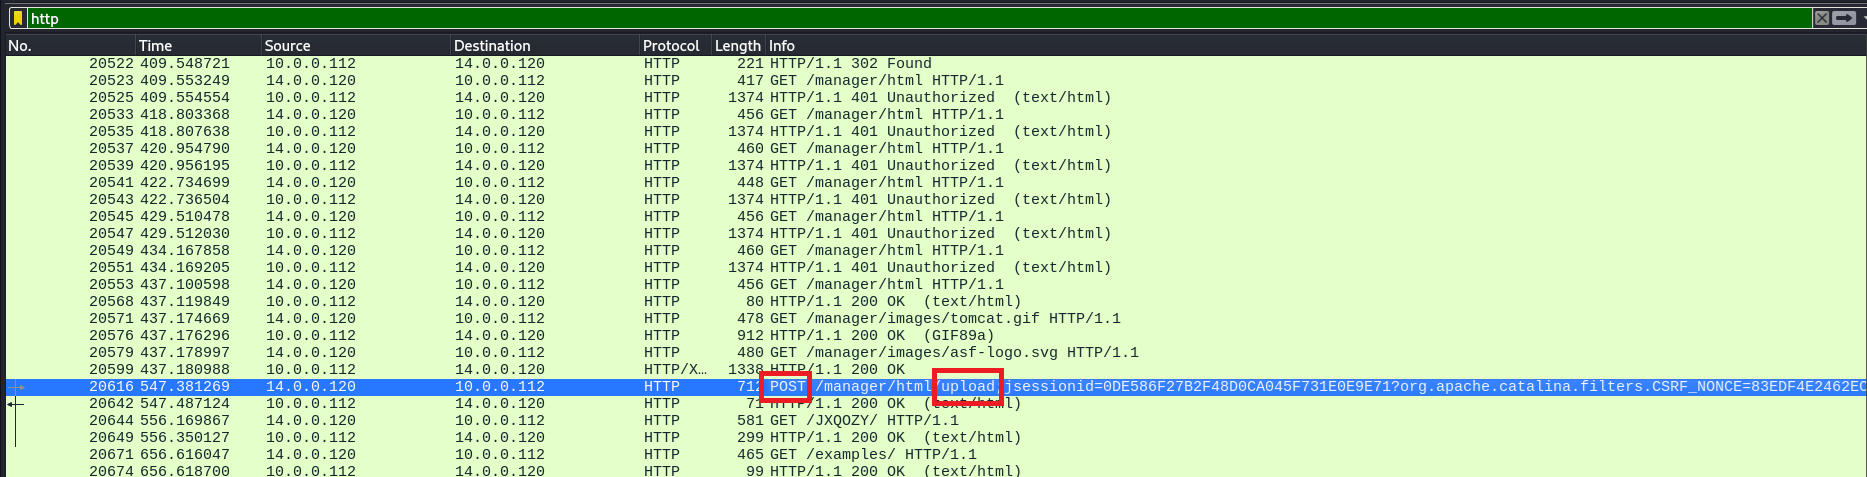 http
No. Time Source Destination Protocol Length Info
20522 409.548721 10.0.0.112 14.0.0.120 HTTP 221 HTTP/1.1 302 Found
20523 409.553249 14.0.0.120 10.0.0.112 HTTP 417 GET /manager/html HTTP/1.1
20525 409.554554 10.0.0.112 14.0.0.120 HTTP 1374 HTTP/1.1 401 Unauthorized (text/html)
20533 418.803368 14.0.0.120 10.0.0.112 HTTP 456 GET /manager/html HTTP/1.1
20535 418.807638 10.0.0.112 14.0.0.120 HTTP 1374 HTTP/1.1 401 Unauthorized (text/html)
20537 420.954790 14.0.0.120 10.0.0.112 HTTP 460 GET /manager/html HTTP/1.1
20539 420.956195 10.0.0.112 14.0.0.120 HTTP 1374 HTTP/1.1 401 Unauthorized (text/html)
20541 422.734699 14.0.0.120 10.0.0.112 HTTP 448 GET /manager/html HTTP/1.1
20543 422.736504 10.0.0.112 14.0.0.120 HTTP 1374 HTTP/1.1 401 Unauthorized (text/html)
20545 429.510478 14.0.0.120 10.0.0.112 HTTP 456 GET /manager/html HTTP/1.1
20547 429.512030 10.0.0.112 14.0.0.120 HTTP 1374 HTTP/1.1 401 Unauthorized (text/html)
20549 434.167858 14.0.0.120 10.0.0.112 HTTP 460 GET /manager/html HTTP/1.1
20551 434.169205 10.0.0.112 14.0.0.120 HTTP 1374 HTTP/1.1 401 Unauthorized (text/html)
20553 437.100598 14.0.0.120 10.0.0.112 HTTP 456 GET /manager/html HTTP/1.1
20568 437.119849 10.0.0.112 14.0.0.120 HTTP 80 HTTP/1.1 200 OK (text/html)
20571 437.174669 14.0.0.120 10.0.0.112 HTTP 478 GET /manager/images/tomcat.gif HTTP/1.1
20576 437.176296 10.0.0.112 14.0.0.120 HTTP 912 HTTP/1.1 200 OK (GIF89a)
20579 437.178997 14.0.0.120 10.0.0.112 HTTP 480 GET /manager/images/asf-logo.svg HTTP/1.1
20599 437.180988 10.0.0.112 14.0.0.120 HTTP/X… 1338 HTTP/1.1 200 OK
20616 547.381269 14.0.0.120 10.0.0.112 HTTP 712 POST /manager/html/upload;jsessionid=0DE586F27B2F48D0CA045F731E0E9E71?org.apache.catalina.filters.CSRF_NONCE=83EDF4E2462EC
20642 547.487124 10.0.0.112 14.0.0.120 HTTP 71 HTTP/1.1 200 OK (text/html)
20644 556.169867 14.0.0.120 10.0.0.112 HTTP 581 GET /JXQOZY/ HTTP/1.1
20649 556.350127 10.0.0.112 14.0.0.120 HTTP 299 HTTP/1.1 200 OK (text/html)
20671 656.616047 14.0.0.120 10.0.0.112 HTTP 465 GET /examples/ HTTP/1.1
20674 656.618700 10.0.0.112 14.0.0.120 HTTP 99 HTTP/1.1 200 OK (text/html)